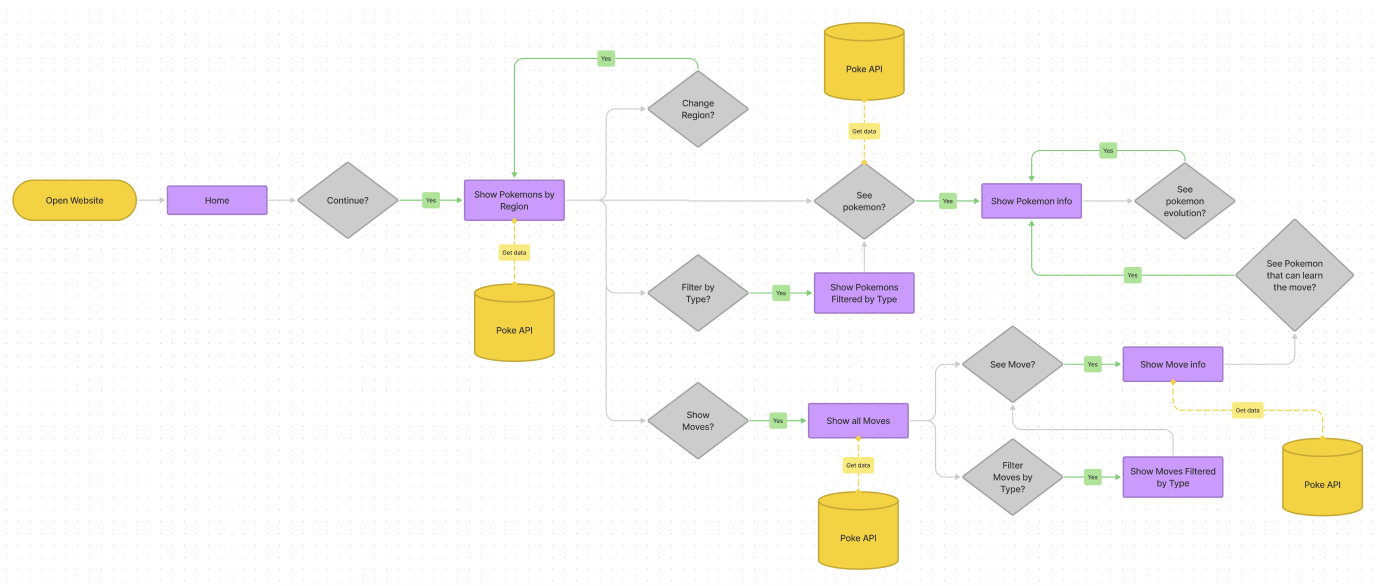 Poke API
Yes
Change
Region?
Get data
Yes
Open Website
Home
Continue?
Yes
Show Pokemons by
Region
See
pokemon?
Yes
Show Pokemon info
See
pokemon
evolution?
Get data
Yes
See Pokemon
that can learn
the move?
Filter by
Type?
Yes
Show Pokemons
Filtered by Type
Poke API
See Move?
Yes
Show Move info
Get data
Show
Moves?
Yes
Show all Moves
Get data
Filter
Moves by
Type?
Yes
Show Moves Filtered
by Type
Poke API
Poke API